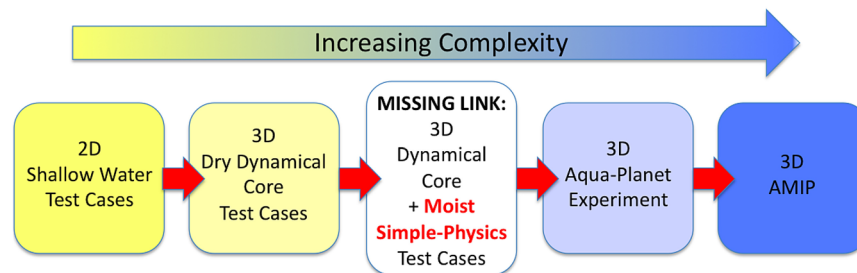 Increasing Complexity
2D
Shallow Water
Test Cases
3D
Dry Dynamical
Core
Test Cases
MISSING LINK:
3D
Dynamical
Core
+ Moist
Simple-Physics
Test Cases
3D
Aqua-Planet
Experiment
3D
AMIP